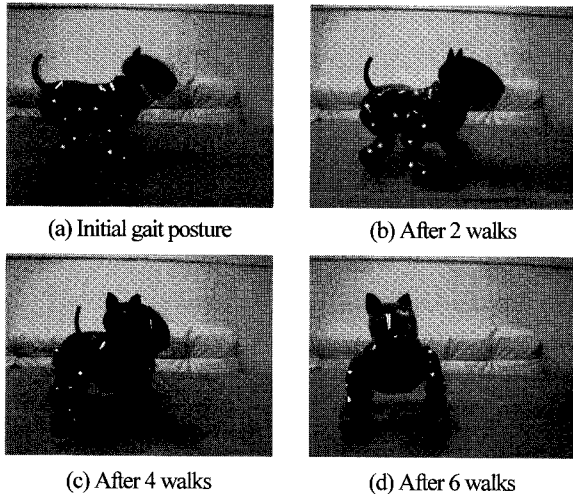 (a) Initial gait posture
(b) After 2 walks
(c) After 4 walks
(d) After 6 walks